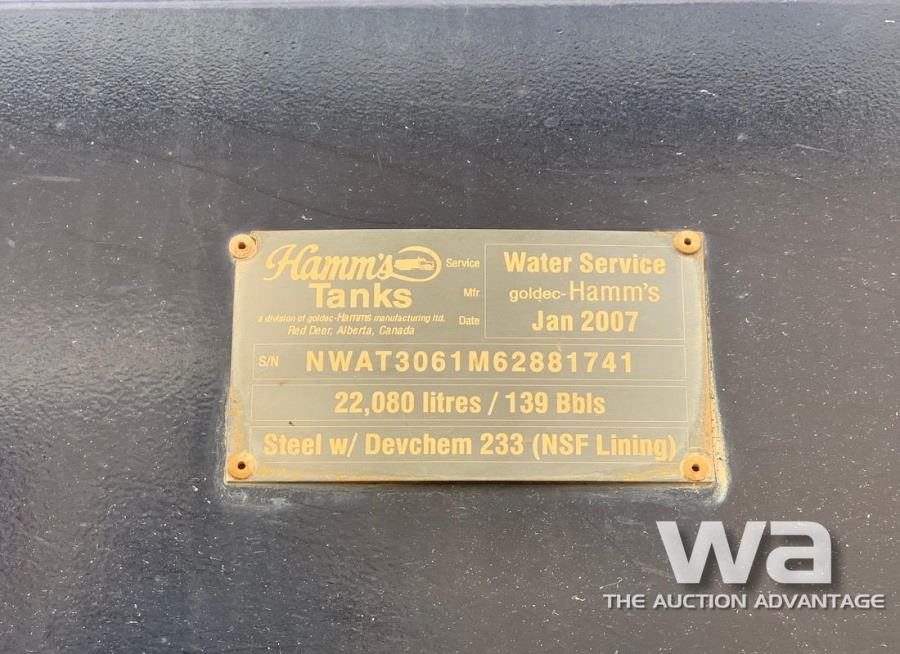 Hamm's
Tanks
a division of goldec-Hamms manufacturing ltd.
Red Deer, Alberta, Canada
Service Water Service
Mfr goldec-Hamm's
Date Jan 2007
S/N NWAT3061M62881741
22,080 litres / 139 Bbls
Steel w/ Devchem 233 (NSF Lining)
wa
THE AUCTION ADVANTAGE